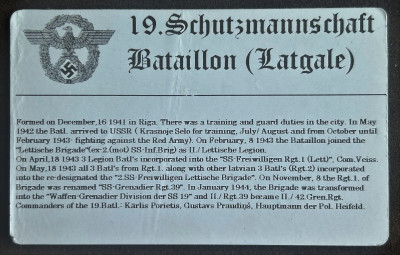 19.Schutzmannschaft
Bataillon (Latgale)
Formed on December,16 1941 in Riga. There was a training and guard duties in the city. In May
1942 the Batl. arrived to USSR ( Krasnoje Selo for training, July/August and from October until
February 1943- fighting against the Red Army). On February, 8 1943 the Bataillon joined the
"Lettische Brigade"(ex-2.(mot) SS-Inf.Brig) as II./Lettische Legion.
On April,18 1943 3 Legion Batl's incorporated into the "SS-Freiwilligen Rgt.1 (Lett)", Com.Veiss.
On May,18 1943 all 3 Batl's from Rgt.1, along with other latvian 3 Batl's (Rgt.2) incorporated
into the re-designated the "2.SS-Freiwilligen Lettische Brigade". On November, 8 the Rgt.1. of
Brigade was renamed "SS-Grenadier Rgt.39". In January 1944, the Brigade was transformed
into the "Waffen-Grenadier Division der SS 19" and II./Rgt.39 became II./ 42.Gren.Rgt.
Commanders of the 19.Batl.: Karlis Porietis, Gustavs Praudiņš, Hauptmann der Pol. Heifeld.